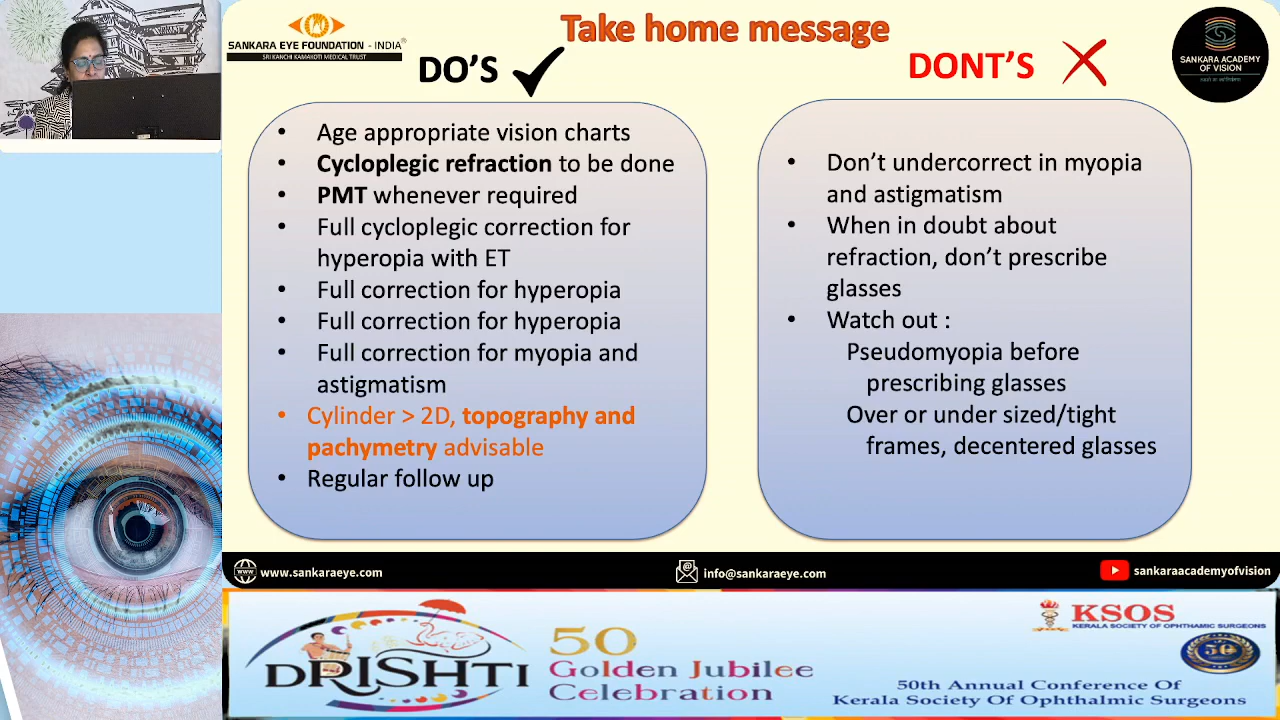 Take home message
SANKARA EYE FOUNDATION - INDIA®
SRI KANCHI KAMAKOTI MEDICAL TRUST
DO'S
DONT'S
SANKARA ACADEMY
OF VISION
• Age appropriate vision charts
• Cycloplegic refraction to be done
• PMT whenever required
• Full cycloplegic correction for
hyperopia with ET
• Full correction for hyperopia
• Full correction for hyperopia
• Full correction for myopia and
astigmatism
• Cylinder > 2D, topography and
pachymetry advisable
• Regular follow up
• Don't undercorrect in myopia
and astigmatism
• When in doubt about
refraction, don't prescribe
glasses
• Watch out :
Pseudomyopia before
prescribing glasses
Over or under sized/tight
frames, decentered glasses
www.sankaraeye.com
info@sankaraeye.com
sankaraacademyofvision
DRISHTI
50
Golden Jubilee
Celebration
KSOS
KERALA SOCIETY OF OPHTHAMIC SURGEONS
50
50th Annual Conference Of
Kerala Society Of Ophthalmic Surgeons